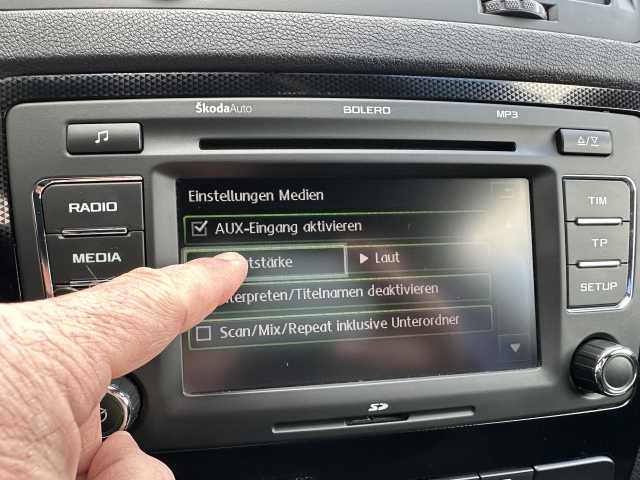 ŠkodaAuto BOLERO MP3
RADIO
MEDIA
Einstellungen Medien
AUX-Eingang aktivieren
Laut
deaktivieren
Scan/Mix/Repeat inklusive Unterordner
TIM
TP
SETUP
SD